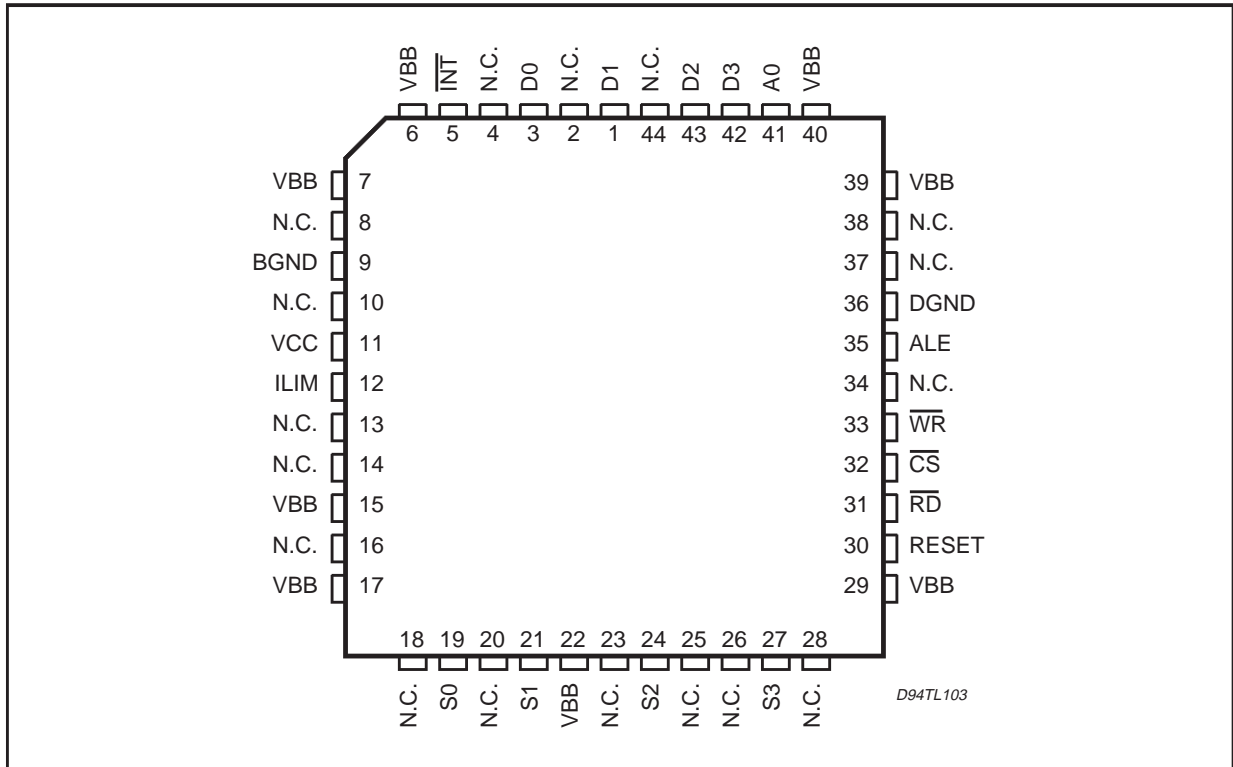 VBB INT N.C. D0 N.C. D1 N.C. D2 D3 A0 VBB
6 5 4 3 2 1 44 43 42 41 40
VBB 7 39 VBB
N.C. 8 38 N.C.
BGND 9 37 N.C.
N.C. 10 36 DGND
VCC 11 35 ALE
ILIM 12 34 N.C.
N.C. 13 33 WR
N.C. 14 32 CS
VBB 15 31 RD
N.C. 16 30 RESET
VBB 17 29 VBB
18 19 20 21 22 23 24 25 26 27 28
N.C. S0 N.C. S1 VBB N.C. S2 N.C. N.C. S3 N.C.
D94TL103